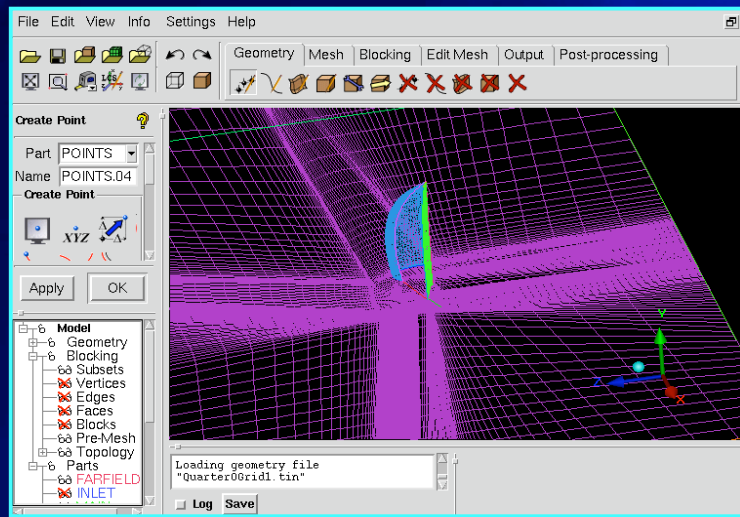 File Edit View Info Settings Help
Geometry Mesh Blocking Edit Mesh Output Post-processing
Create Point
Part POINTS
Name POINTS.04
Create Point
XYZ
Apply OK
Model
Geometry
Blocking
Subsets
Vertices
Edges
Faces
Blocks
Pre-Mesh
Topology
Parts
FARFIELD
INLET
Y
Z
X
Loading geometry file
"QuarterOGrid1.tin"
Log Save